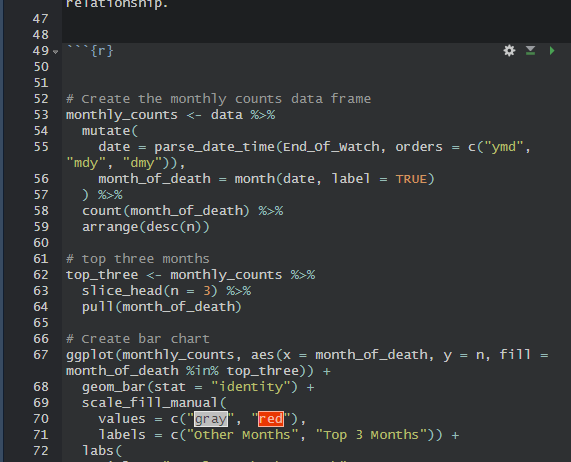 relationship.
47
48
49 ```{r}
50
51
52 # Create the monthly counts data frame
53 monthly_counts <- data %>%
54 mutate(
55 date = parse_date_time(End_Of_Watch, orders = c("ymd",
"mdy", "dmy")),
56 month_of_death = month(date, label = TRUE)
57 ) %>%
58 count(month_of_death) %>%
59 arrange(desc(n))
60
61 # top three months
62 top_three <- monthly_counts %>%
63 slice_head(n = 3) %>%
64 pull(month_of_death)
65
66 # Create bar chart
67 ggplot(monthly_counts, aes(x = month_of_death, y = n, fill =
month_of_death %in% top_three)) +
68 geom_bar(stat = "identity") +
69 scale_fill_manual(
70 values = c("gray", "red"),
71 labels = c("Other Months", "Top 3 Months")) +
72 labs(